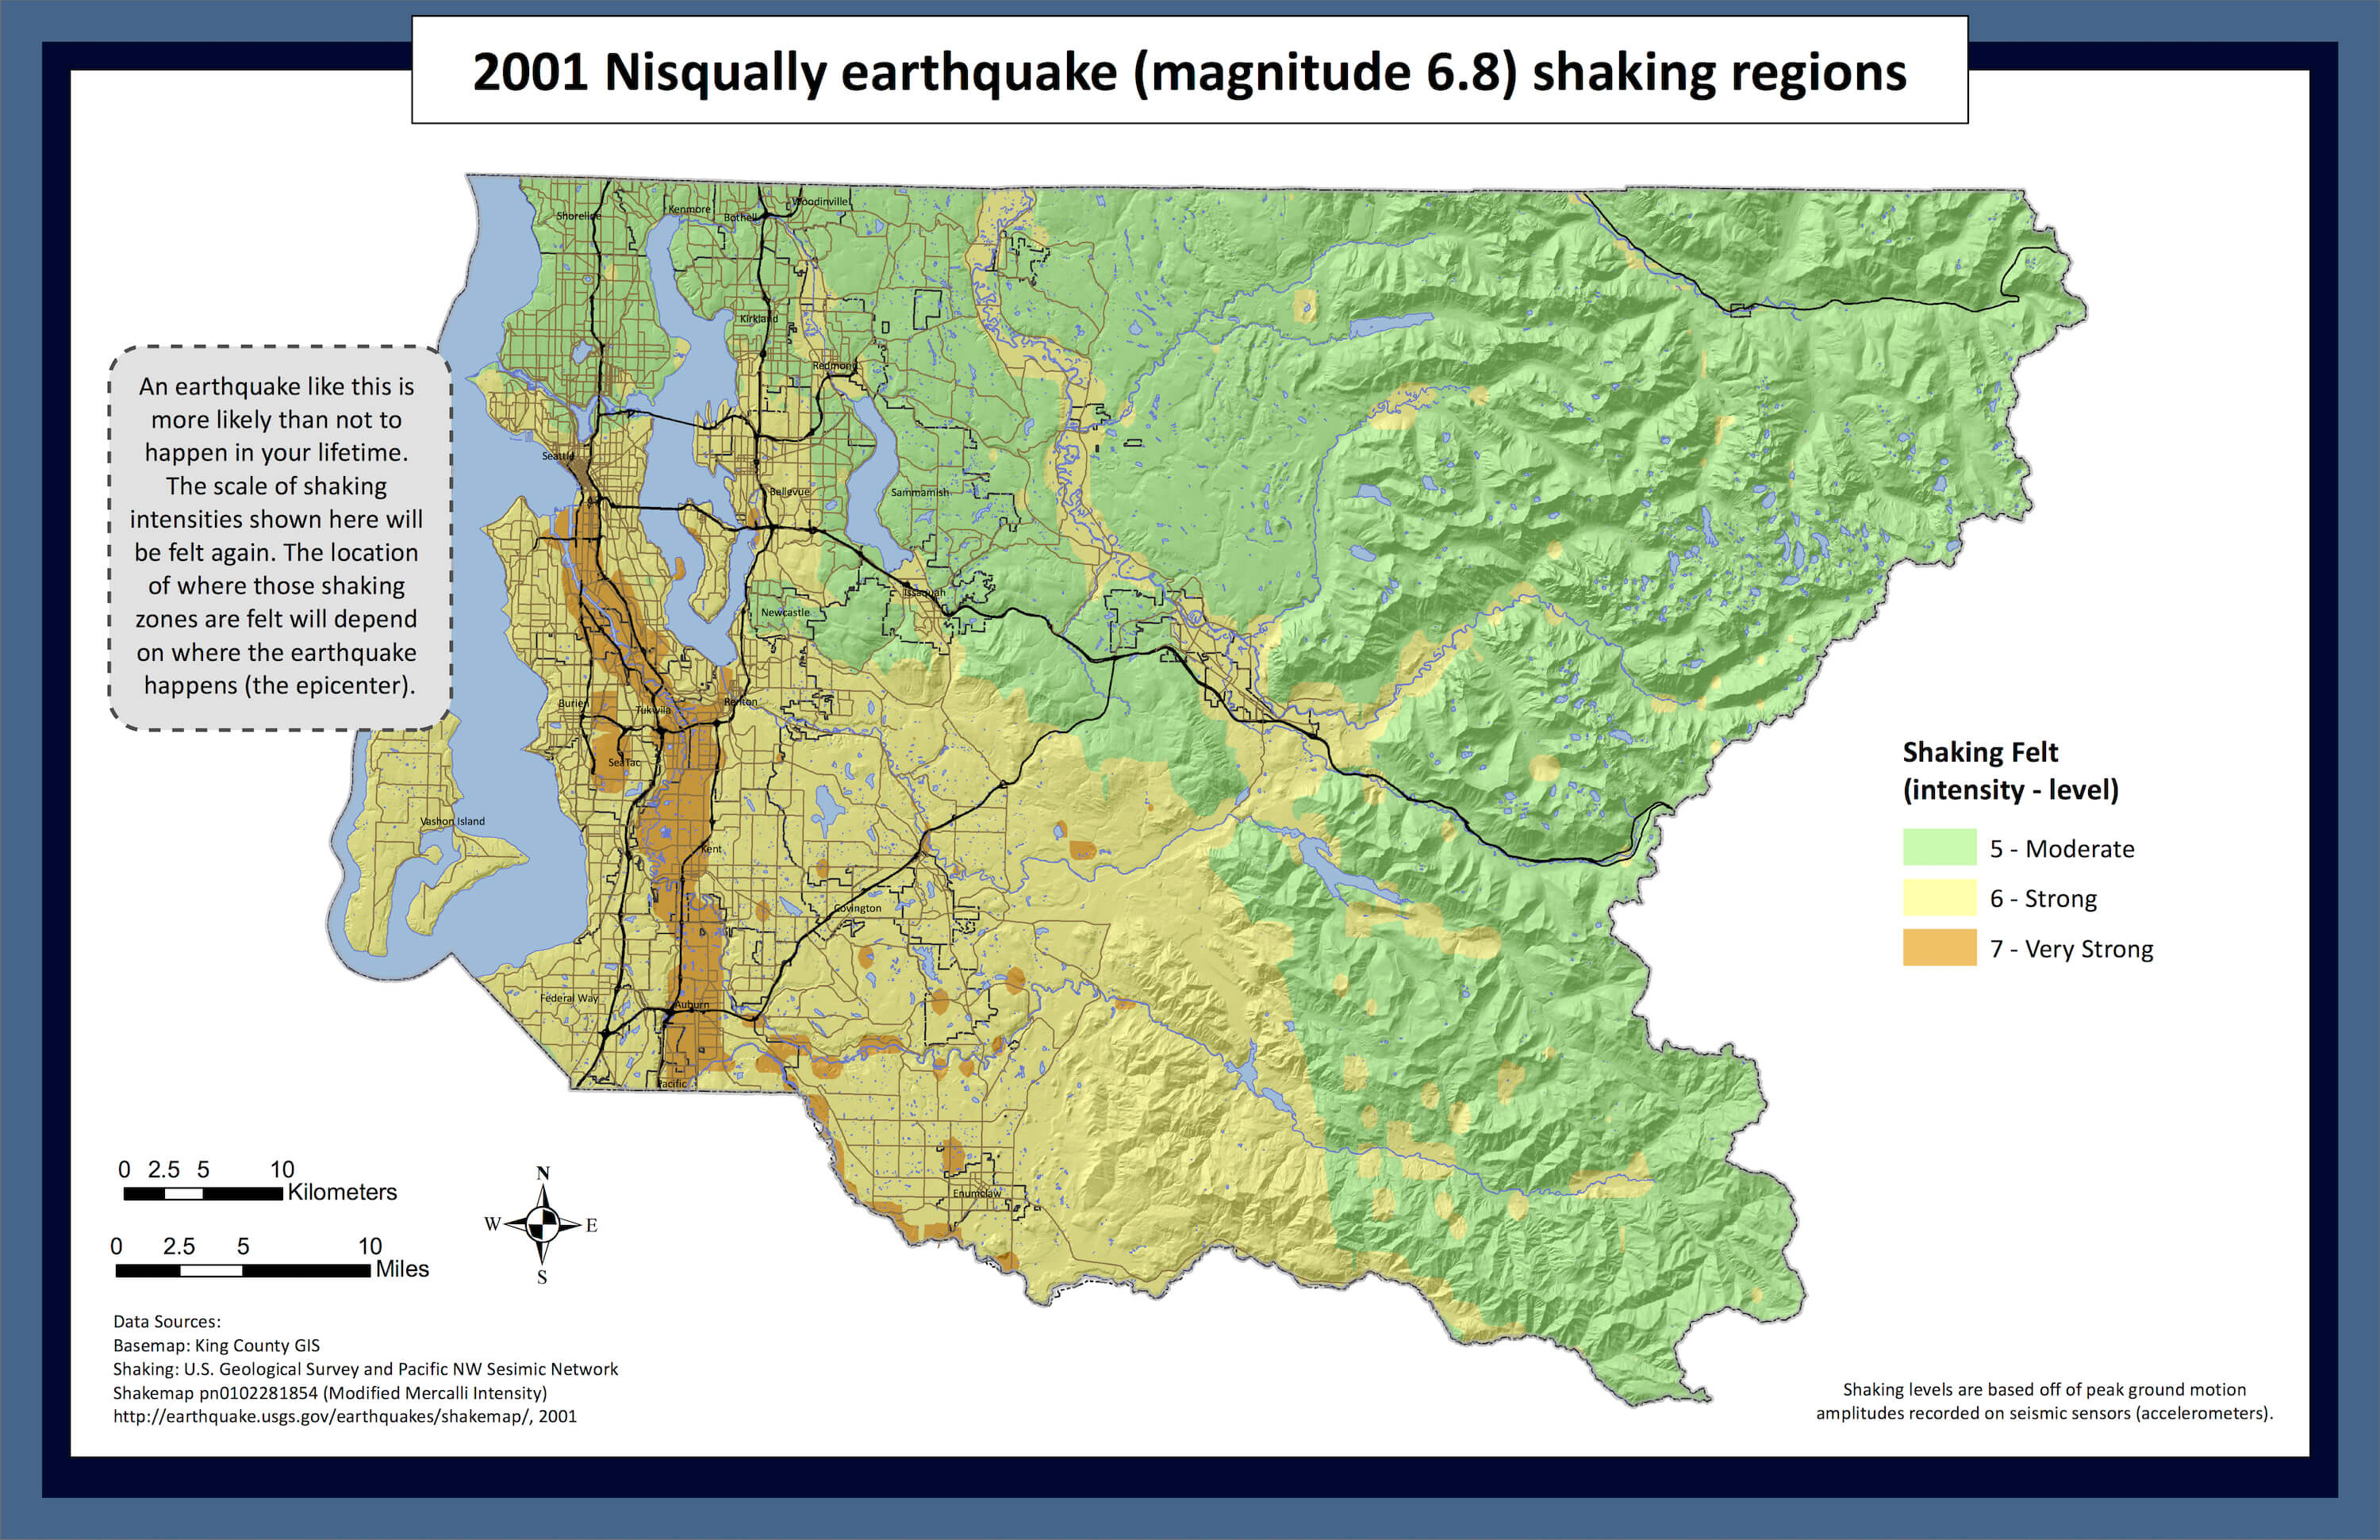 2001 Nisqually earthquake (magnitude 6.8) shaking regions
Shoreline
Kenmore
Bothell
Woodinville
Kirkland
Redmond
An earthquake like this is
more likely than not to
happen in your lifetime.
The scale of shaking
intensities shown here will
be felt again. The location
of where those shaking
zones are felt will depend
on where the earthquake
happens (the epicenter).
Seattle
Bellevue
Sammamish
Issaquah
Newcastle
Burien
Tukwila
Renton
SeaTac
Vashon Island
Kent
Covington
Federal Way
Auburn
Pacific
Enumclaw
Shaking Felt
(intensity - level)
5 - Moderate
6 - Strong
7 - Very Strong
0 2.5 5 10
Kilometers
0 2.5 5 10
Miles
N
W E
S
Data Sources:
Basemap: King County GIS
Shaking: U.S. Geological Survey and Pacific NW Sesimic Network
Shakemap pn0102281854 (Modified Mercalli Intensity)
http://earthquake.usgs.gov/earthquakes/shakemap/, 2001
Shaking levels are based off of peak ground motion
amplitudes recorded on seismic sensors (accelerometers).